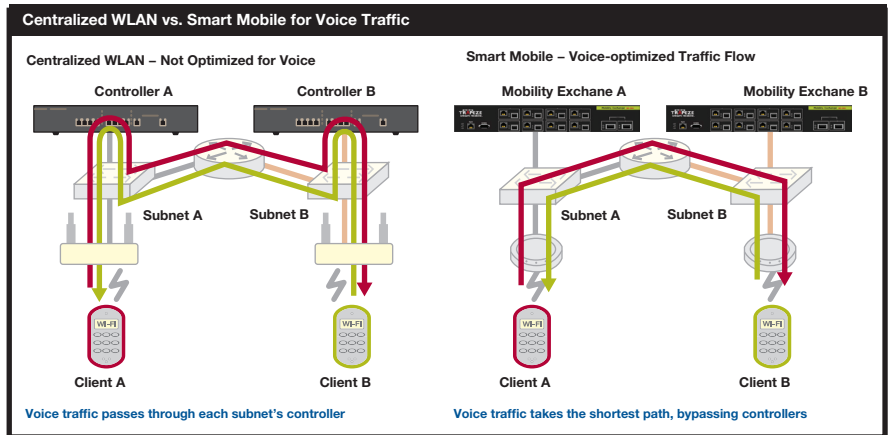 Centralized WLAN vs. Smart Mobile for Voice Traffic
Centralized WLAN – Not Optimized for Voice
Controller A
Controller B
Subnet A
Subnet B
WI-FI
WI-FI
Client A
Client B
Voice traffic passes through each subnet's controller
Smart Mobile – Voice-optimized Traffic Flow
Mobility Exchane A
Mobility Exchane B
TRAPEZE
Subnet A
Subnet B
WI-FI
WI-FI
Client A
Client B
Voice traffic takes the shortest path, bypassing controllers